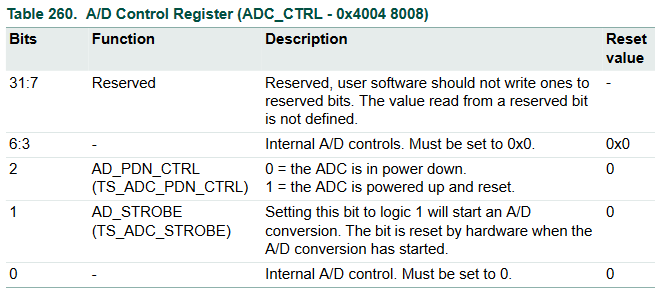 Table 260. A/D Control Register (ADC_CTRL - 0x4004 8008)
Bits Function Description Reset
value
31:7 Reserved Reserved, user software should not write ones to -
reserved bits. The value read from a reserved bit
is not defined.
6:3 - Internal A/D controls. Must be set to 0x0. 0x0
2 AD_PDN_CTRL 0 = the ADC is in power down. 0
(TS_ADC_PDN_CTRL) 1 = the ADC is powered up and reset.
1 AD_STROBE Setting this bit to logic 1 will start an A/D 0
(TS_ADC_STROBE) conversion. The bit is reset by hardware when the
A/D conversion has started.
0 - Internal A/D control. Must be set to 0. 0